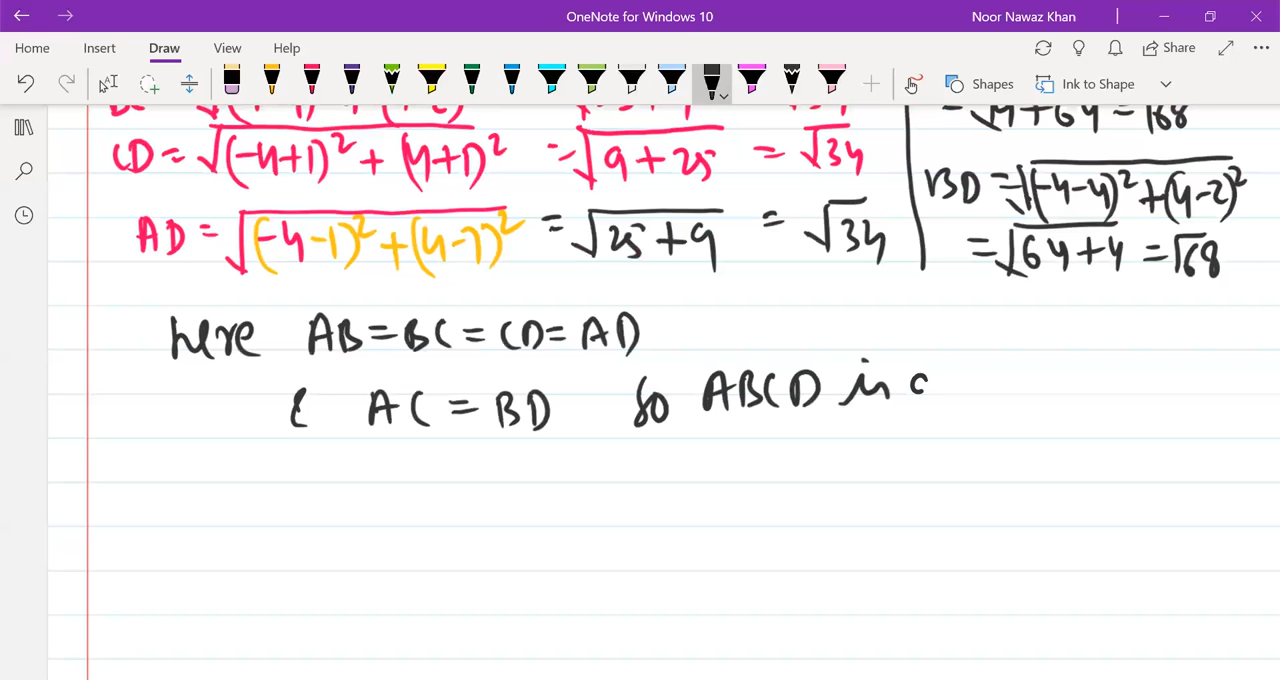 OneNote for Windows 10
Noor Nawaz Khan
Home Insert Draw View Help
Share
Shapes
Ink to Shape
= √4+64 = √68
CD = √(-4+1)² + (4+1)² = √9+25 = √34
BD = √(-4-4)² + (4-2)²
= √64+4 = √68
AD = √(-4-1)² + (4-7)² = √25+9 = √34
Here AB = BC = CD = AD
& AC = BD So ABCD is